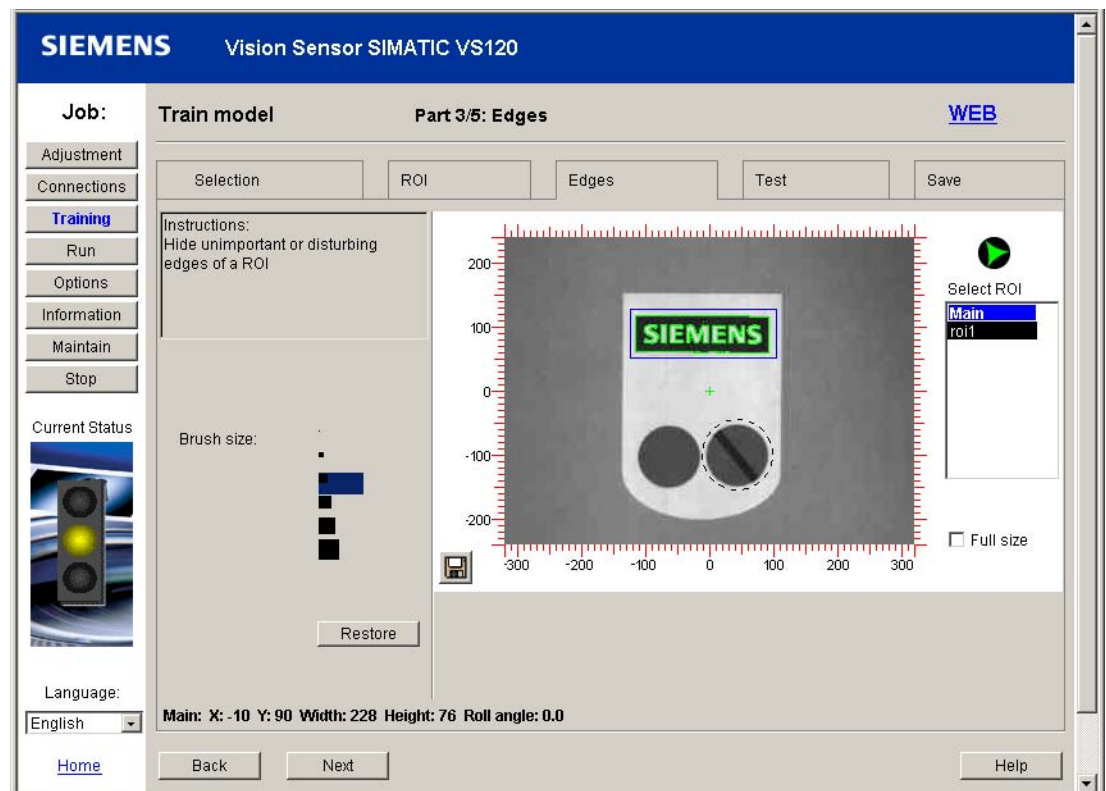 SIEMENS Vision Sensor SIMATIC VS120
Job:
Train model Part 3/5: Edges WEB
Adjustment
Connections
Training
Run
Options
Information
Maintain
Stop
Selection ROI Edges Test Save
Instructions:
Hide unimportant or disturbing
edges of a ROI
Current Status
Brush size:
Restore
200
100
0
-100
-200
-300 -200 -100 0 100 200 300
SIEMENS
Select ROI
Main
roi1
Full size
Language:
English
Main: X: -10 Y: 90 Width: 228 Height: 76 Roll angle: 0.0
Home
Back Next Help